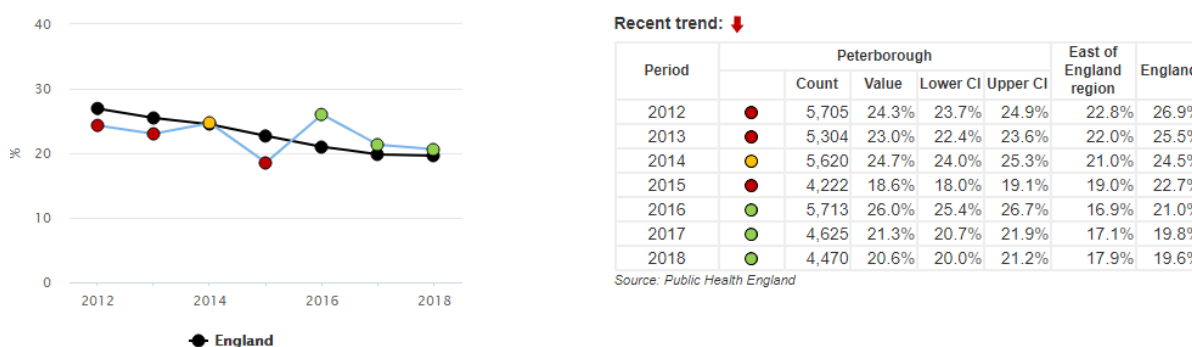 40
30
%
20
10
0
2012 2014 2016 2018
England
Recent trend:
Period Peterborough East of England region England
Count Value Lower CI Upper CI
2012 5,705 24.3% 23.7% 24.9% 22.8% 26.9%
2013 5,304 23.0% 22.4% 23.6% 22.0% 25.5%
2014 5,620 24.7% 24.0% 25.3% 21.0% 24.5%
2015 4,222 18.6% 18.0% 19.1% 19.0% 22.7%
2016 5,713 26.0% 25.4% 26.7% 16.9% 21.0%
2017 4,625 21.3% 20.7% 21.9% 17.1% 19.8%
2018 4,470 20.6% 20.0% 21.2% 17.9% 19.6%
Source: Public Health England